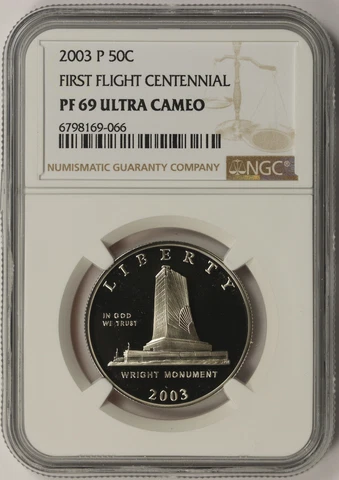 2003 P 50C
FIRST FLIGHT CENTENNIAL
PF 69 ULTRA CAMEO
6798169-066
NUMISMATIC GUARANTY COMPANY NGC®
LIBERTY
IN GOD
WE TRUST
WRIGHT MONUMENT
2003